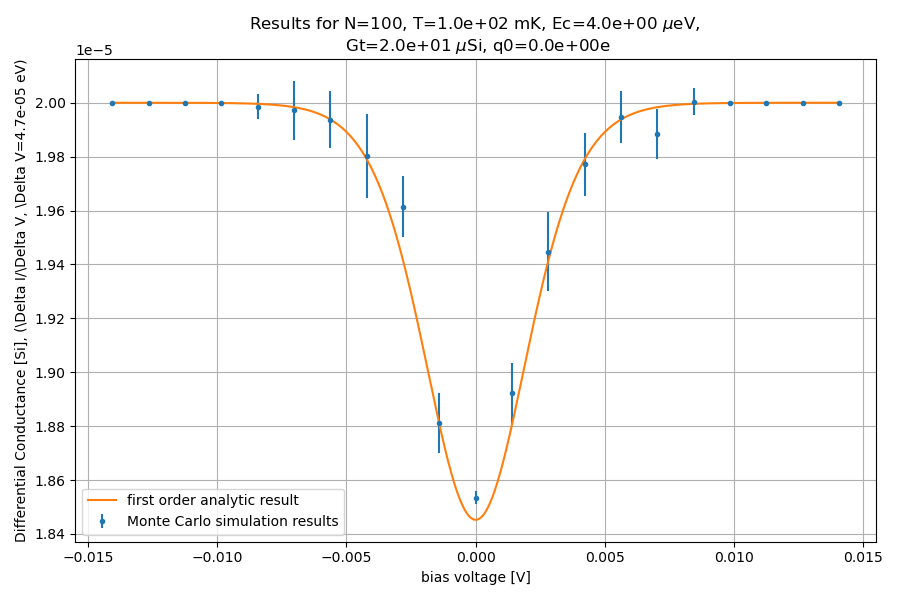 Results for N=100, T=1.0e+02 mK, Ec=4.0e+00 μeV,
Gt=2.0e+01 μSi, q0=0.0e+00e
1e−5
2.00
1.98
1.96
1.94
1.92
1.90
1.88
1.86
1.84
Differential Conductance [Si], (\Delta I/\Delta V, \Delta V=4.7e-05 eV)
first order analytic result
Monte Carlo simulation results
−0.015
−0.010
−0.005
0.000
0.005
0.010
0.015
bias voltage [V]